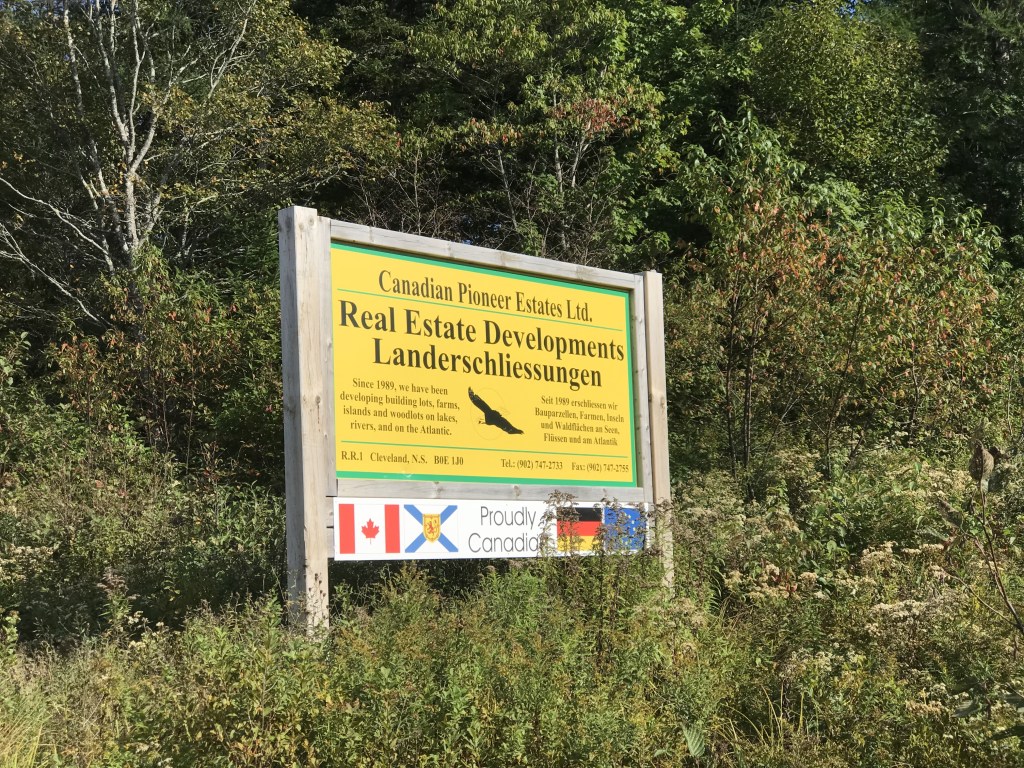 Canadian Pioneer Estates Ltd.
Real Estate Developments
Landerschliessungen
Since 1989, we have been
developing building lots, farms,
islands and woodlots on lakes,
rivers, and on the Atlantic.
Seit 1989 erschliessen wir
Bauparzellen, Farmen, Inseln
und Waldflächen an Seen,
Flüssen und am Atlantik
R.R.1 Cleveland, N.S. B0E 1J0 Tel.: (902) 747-2733 Fax: (902) 747-2755
Proudly
Canadian